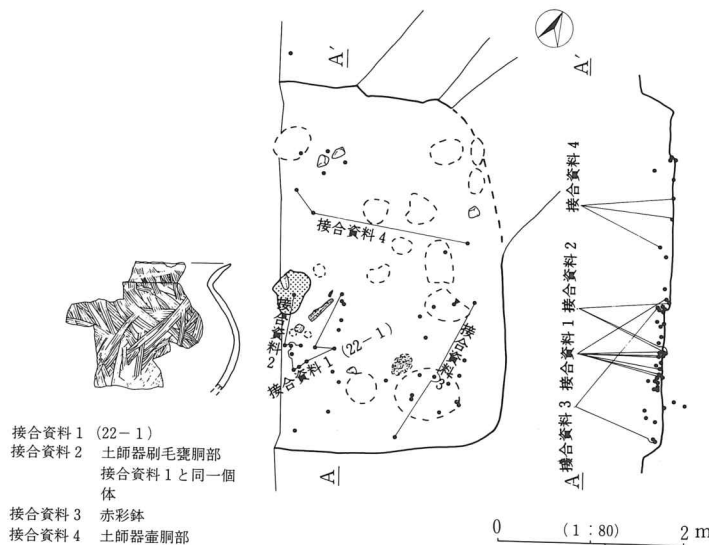 A'
A'
接合資料4
接合資料2
接合資料1 (22-1)
接合資料3
A
接合資料4
接合資料2
接合資料1
接合資料3
A
接合資料1 (22-1)
接合資料2 土師器刷毛甕胴部
接合資料1と同一個
体
接合資料3 赤彩鉢
接合資料4 土師器壷胴部
0 (1:80) 2m